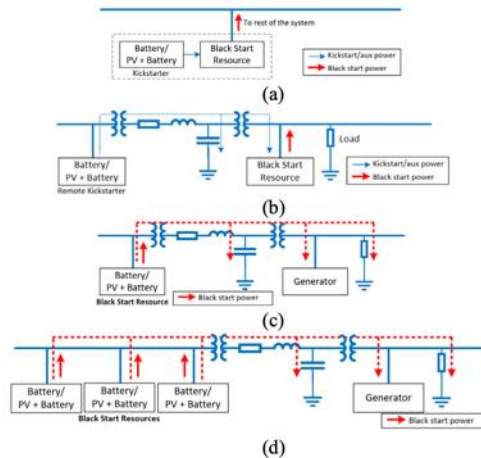 To rest of the system
Battery/
PV + Battery
Black Start
Resource
Kickstarter
Kickstart/aux power
Black start power
(a)
Load
Battery/
PV + Battery
Remote Kickstarter
Black Start
Resource
Kickstart/aux power
Black start power
(b)
Battery/
PV + Battery
Black Start Resource
Generator
Black start power
(c)
Battery/
PV + Battery
Battery/
PV + Battery
Battery/
PV + Battery
Black Start Resources
Generator
Black start power
(d)